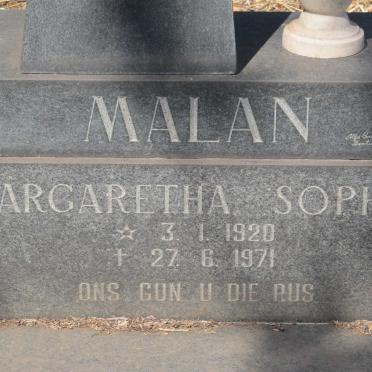 MALAN
ARGARETHA SOPH
☆ 3. 1. 1920
† 27. 6. 1971
ONS GUN U DIE RUS